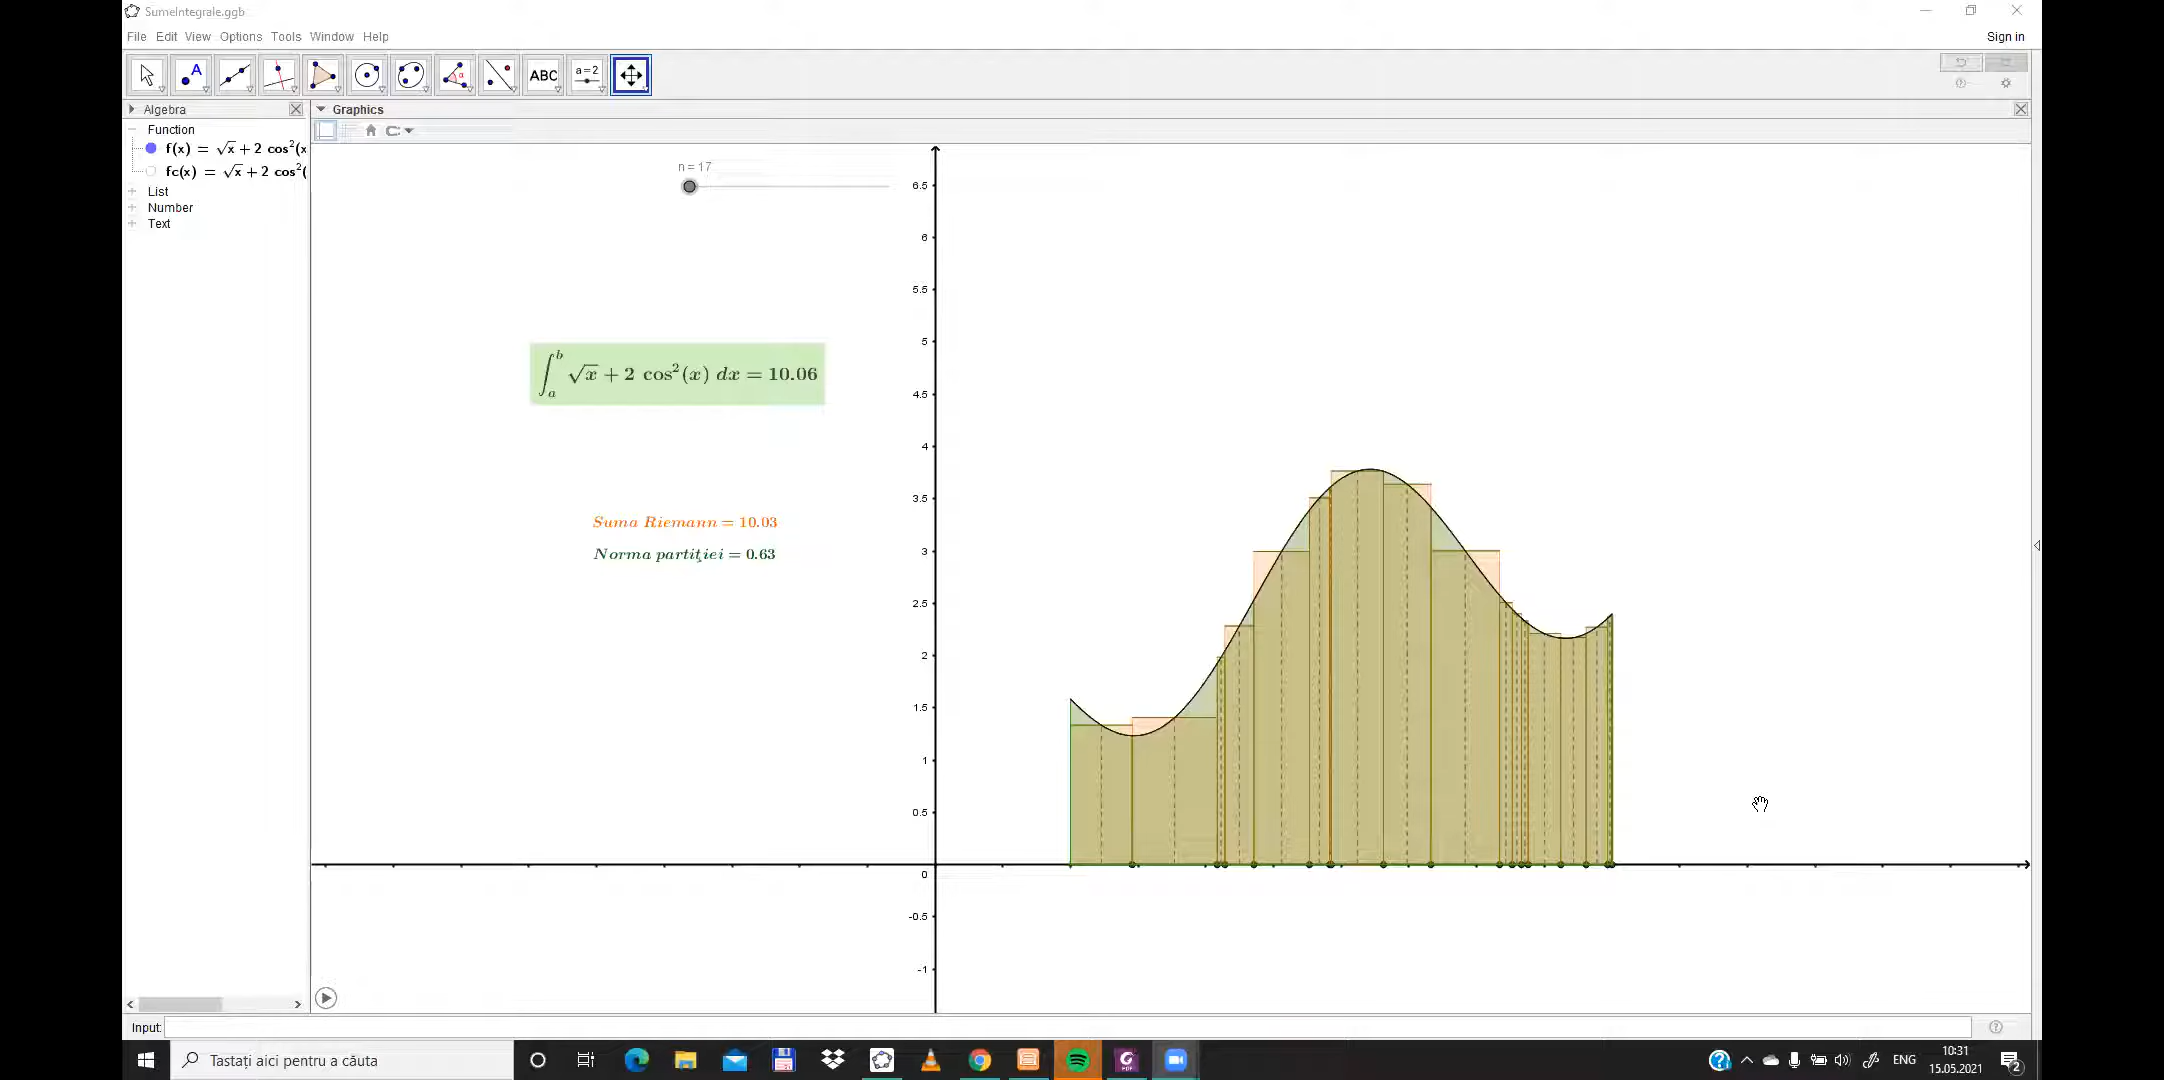 SumeIntegrale.ggb
File Edit View Options Tools Window Help
Sign in
A
α
ABC
a=2
Algebra
Graphics
Function
f(x) = √x + 2 cos²(x
fc(x) = √x + 2 cos²(
List
Number
Text
n = 17
∫_a^b √x + 2 cos²(x) dx = 10.06
Suma Riemann = 10.03
Norma partiției = 0.63
6.5
6
5.5
5
4.5
4
3.5
3
2.5
2
1.5
1
0.5
0
-0.5
-1
Input:
Tastați aici pentru a căuta
PDF
ENG
10:31
15.05.2021
2